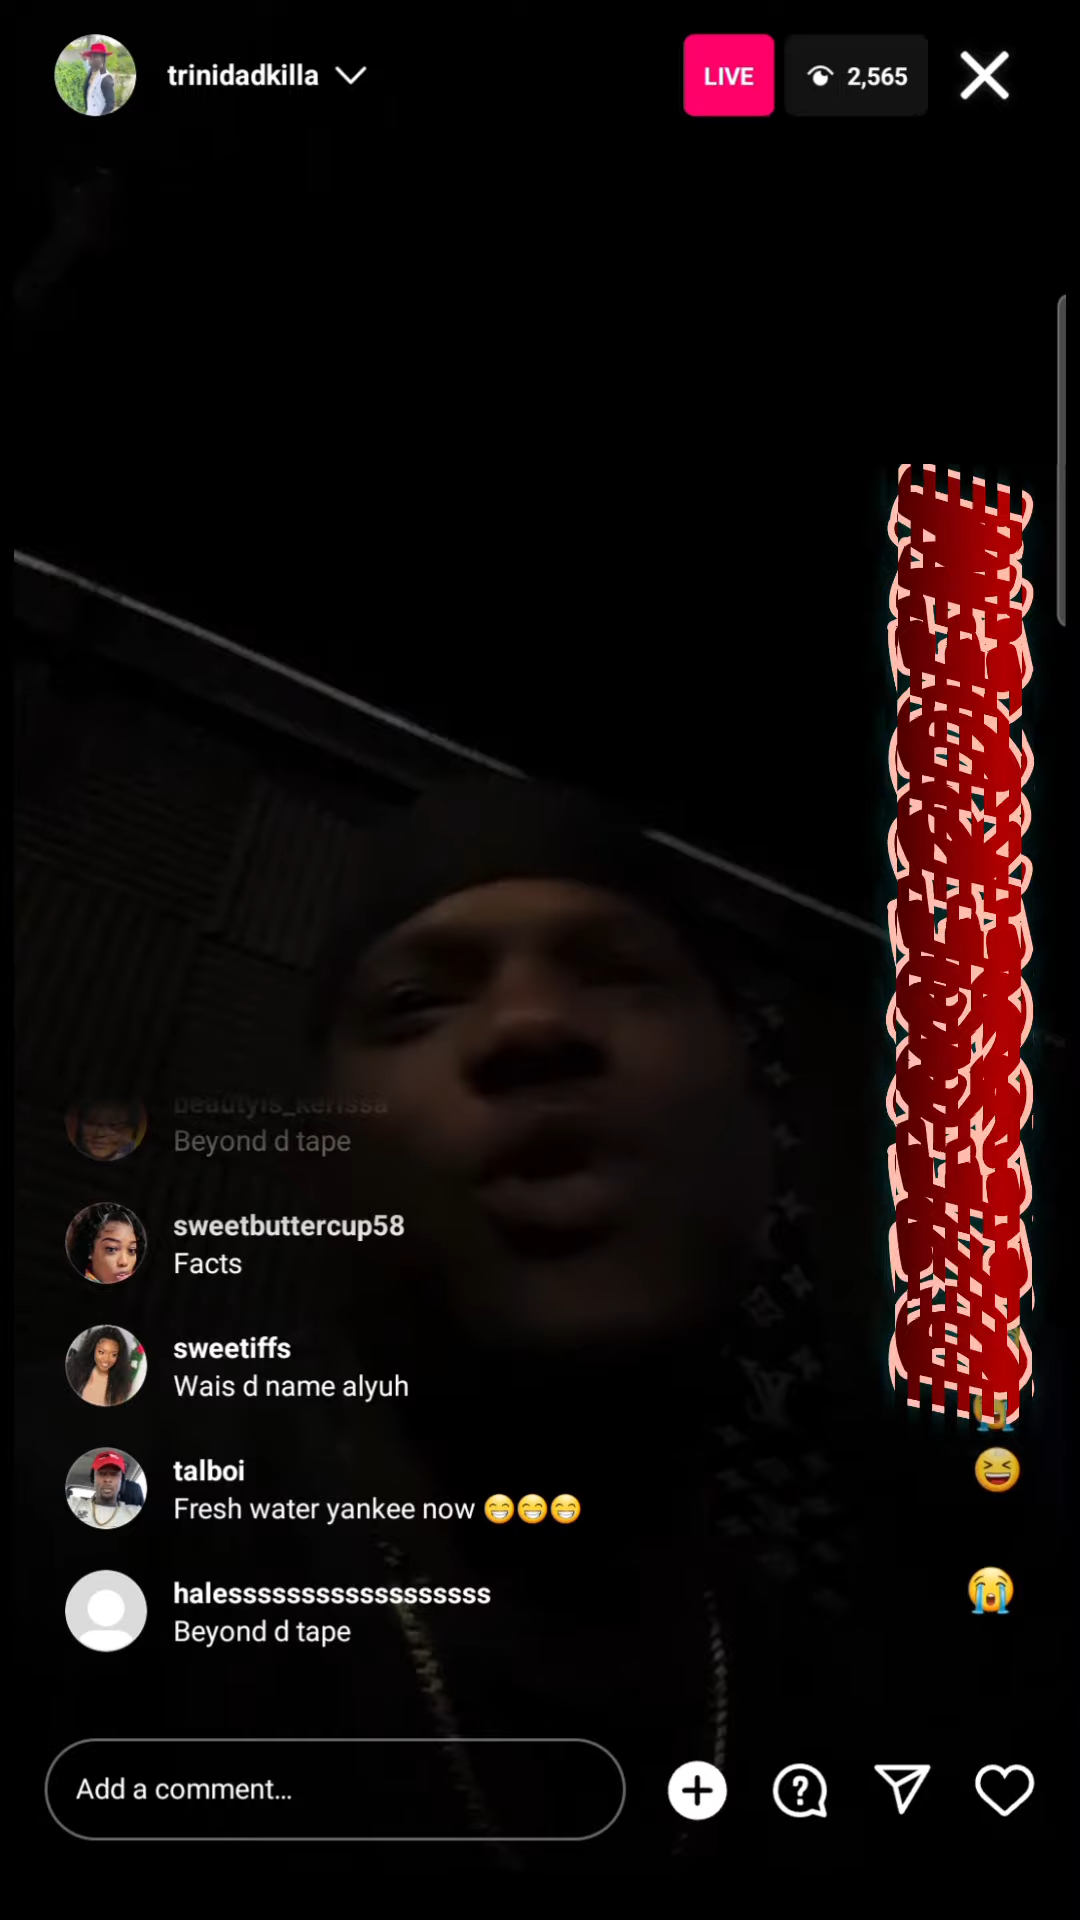 trinidadkilla
LIVE
2,565
beautyis_kerissa
Beyond d tape
sweetbuttercup58
Facts
sweetiffs
Wais d name alyuh
talboi
Fresh water yankee now 😁😁😁
halessssssssssssssssss
Beyond d tape
Add a comment...